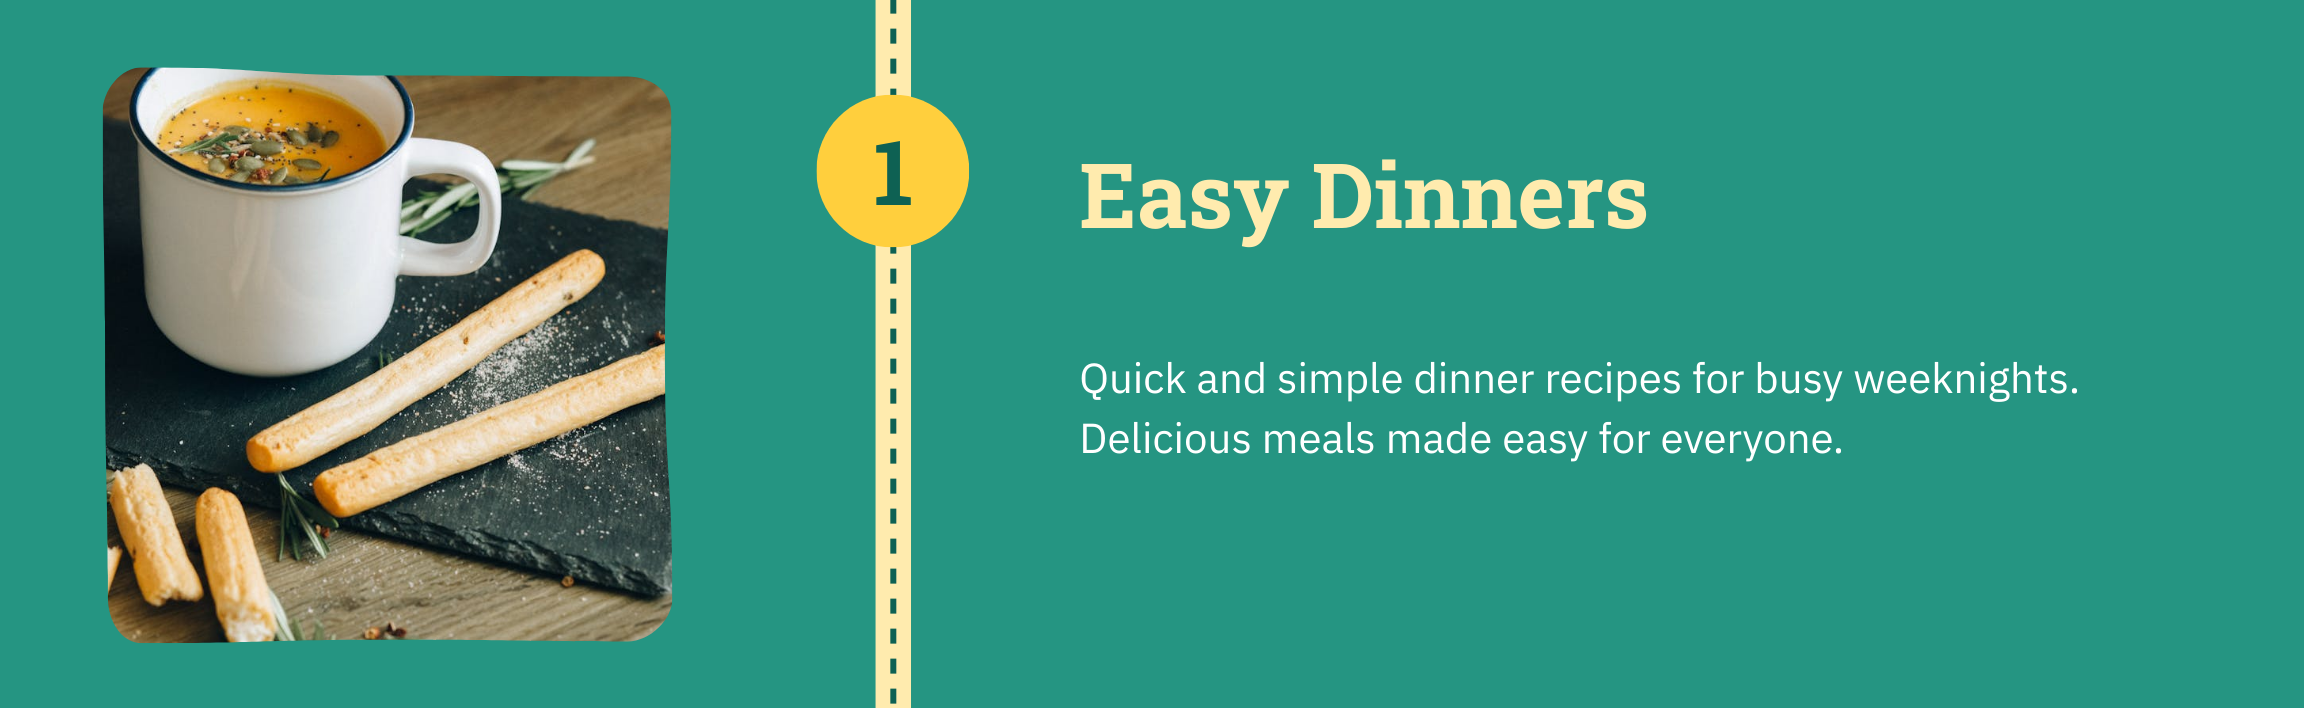 1
Easy Dinners
Quick and simple dinner recipes for busy weeknights.
Delicious meals made easy for everyone.